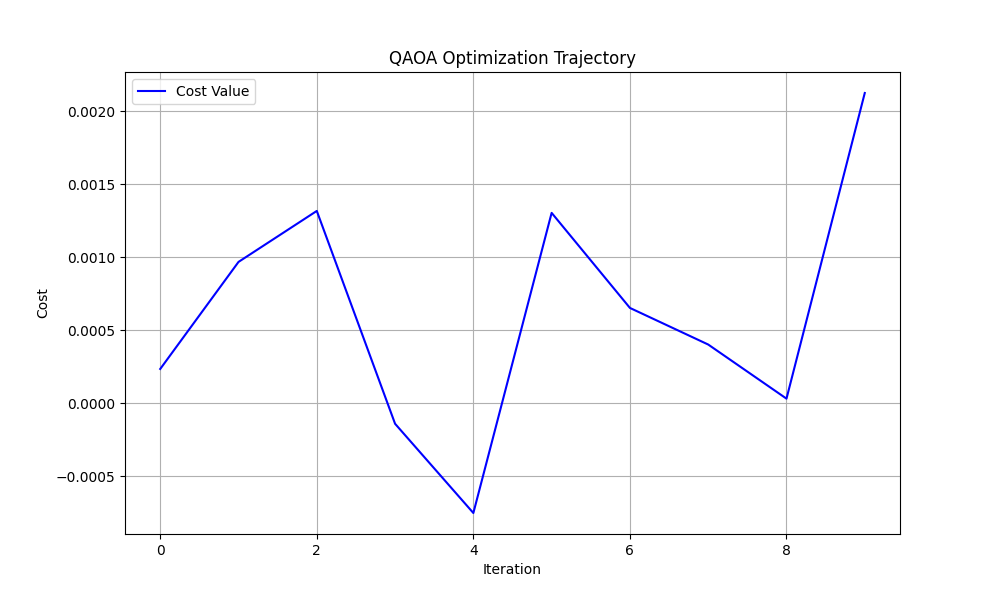 QAOA Optimization Trajectory
Cost Value
0.0020
0.0015
0.0010
0.0005
0.0000
−0.0005
Cost
0 2 4 6 8
Iteration